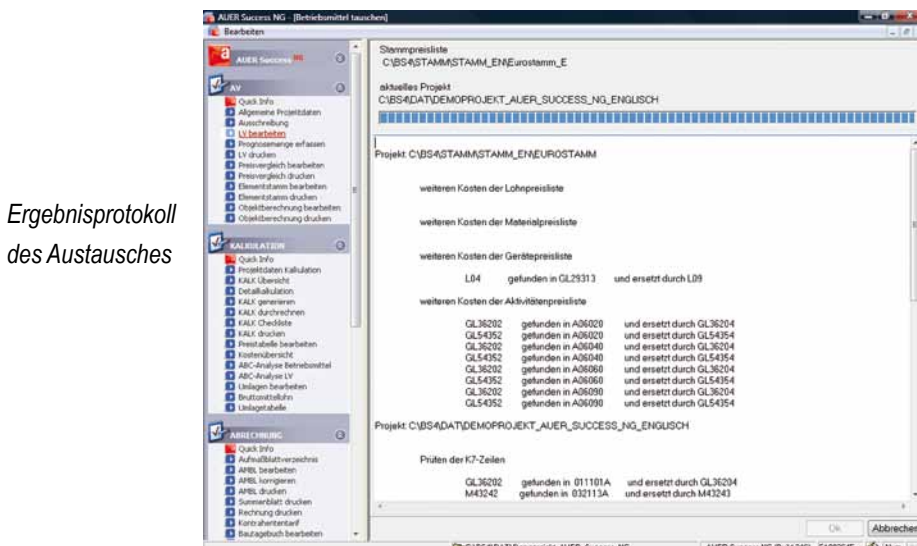 Ergebnisprotokoll
des Austausches
AUER Success NG - [Betriebsmittel tauschen]
Bearbeiten
AUER Success NG
AV
Quick Info
Allgemeine Projektdaten
Ausschreibung
LV bearbeiten
Prognosemenge erfassen
LV drucken
Preisvergleich bearbeiten
Preisvergleich drucken
Elementstamm bearbeiten
Elementstamm drucken
Objektberechnung bearbeiten
Objektberechnung drucken
KALKULATION
Quick Info
Projektdaten Kalkulation
KALK Übersicht
Detailkalkulation
KALK generieren
KALK durchrechnen
KALK Checkliste
KALK drucken
Preistabelle bearbeiten
Kostenübersicht
ABC-Analyse Betriebsmittel
ABC-Analyse LV
Umlagen bearbeiten
Bruttomittellohn
Umlagetabelle
ABRECHNUNG
Quick Info
Aufmaßblattverzeichnis
AMBL bearbeiten
AMBL korrigieren
AMBL drucken
Summenblatt drucken
Rechnung drucken
Kontrahententarif
Bautagebuch bearbeiten
Stammpreisliste
C:\BS4\STAMM\STAMM_EN\Eurostamm_E
aktuelles Projekt
C:\BS4\DAT\DEMOPROJEKT_AUER_SUCCESS_NG_ENGLISCH
Projekt: C:\BS4\STAMM\STAMM_EN\EUROSTAMM
weiteren Kosten der Lohnpreisliste
weiteren Kosten der Materialpreisliste
weiteren Kosten der Gerätepreisliste
L04 gefunden in GL29313 und ersetzt durch L09
weiteren Kosten der Aktivitätenpreisliste
GL36202 gefunden in A06020 und ersetzt durch GL36204
GL54352 gefunden in A06020 und ersetzt durch GL54354
GL36202 gefunden in A06040 und ersetzt durch GL36204
GL54352 gefunden in A06040 und ersetzt durch GL54354
GL36202 gefunden in A06060 und ersetzt durch GL36204
GL54352 gefunden in A06060 und ersetzt durch GL54354
GL36202 gefunden in A06090 und ersetzt durch GL36204
GL54352 gefunden in A06090 und ersetzt durch GL54354
Projekt: C:\BS4\DAT\DEMOPROJEKT_AUER_SUCCESS_NG_ENGLISCH
Prüfen der K7-Zeilen
GL36202 gefunden in 011101A und ersetzt durch GL36204
M43242 gefunden in 032113A und ersetzt durch M43243
Ok
Abbrechen